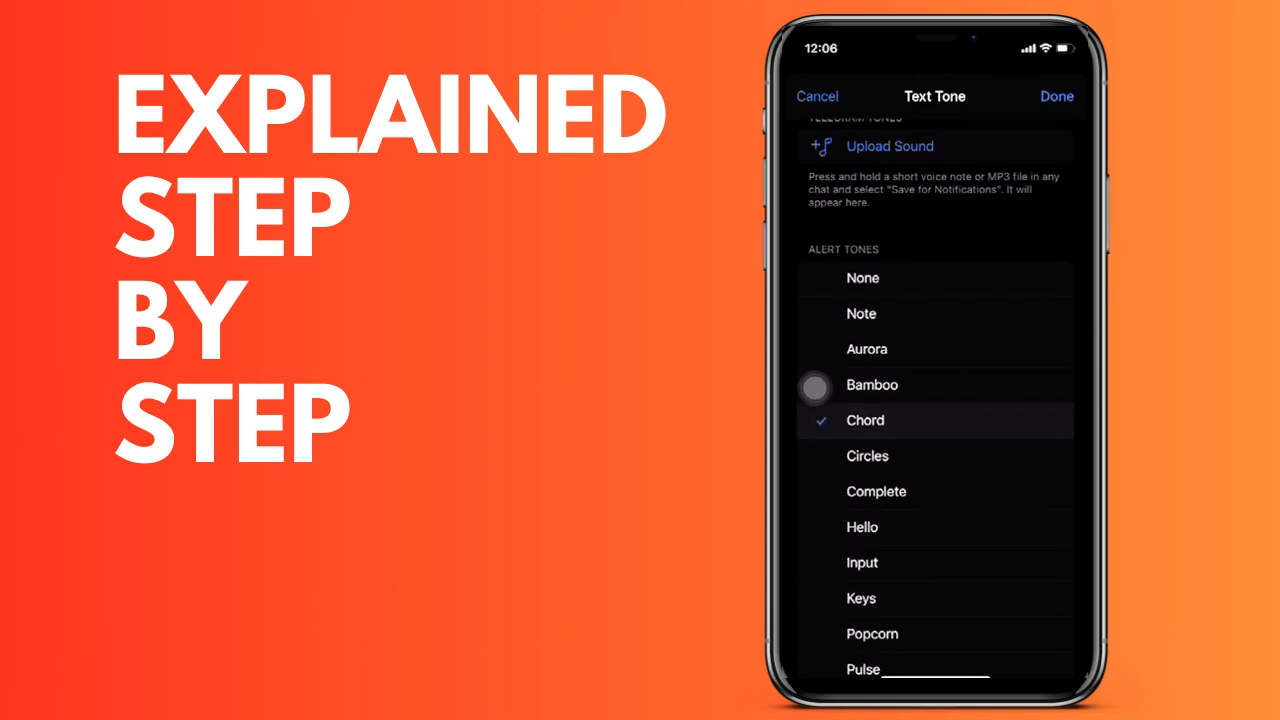 EXPLAINED
STEP
BY
STEP
12:06
Cancel Text Tone Done
TELEGRAM TONES
Upload Sound
Press and hold a short voice note or MP3 file in any
chat and select "Save for Notifications". It will
appear here.
ALERT TONES
None
Note
Aurora
Bamboo
Chord
Circles
Complete
Hello
Input
Keys
Popcorn
Pulse